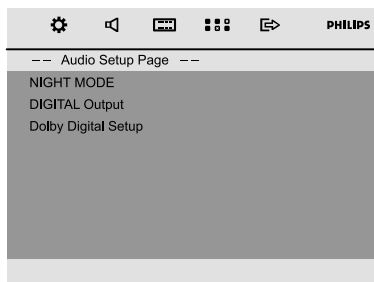 PHILIPS
-- Audio Setup Page --
NIGHT MODE
DIGITAL Output
Dolby Digital Setup